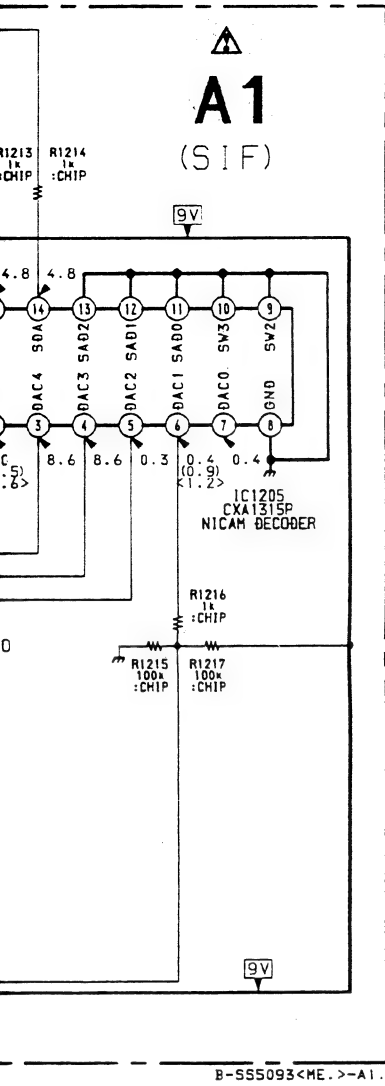 A1
(SIF)
R1213 R1214
1k 1k
:CHIP :CHIP
9V
4.8 4.8
14 13 12 11 10 9
SDA SAD2 SAD1 SAD0 SW3 SW2
DAC4 DAC3 DAC2 DAC1 DAC0 GND
3 4 5 6 7 8
8.6 8.6 0.3 0.4 0.4
(0.9)
<1.2>
IC1205
CXA1315P
NICAM DECODER
R1216
1k
:CHIP
R1215 R1217
100k 100k
:CHIP :CHIP
9V
B-SS5093<ME.>-A1.